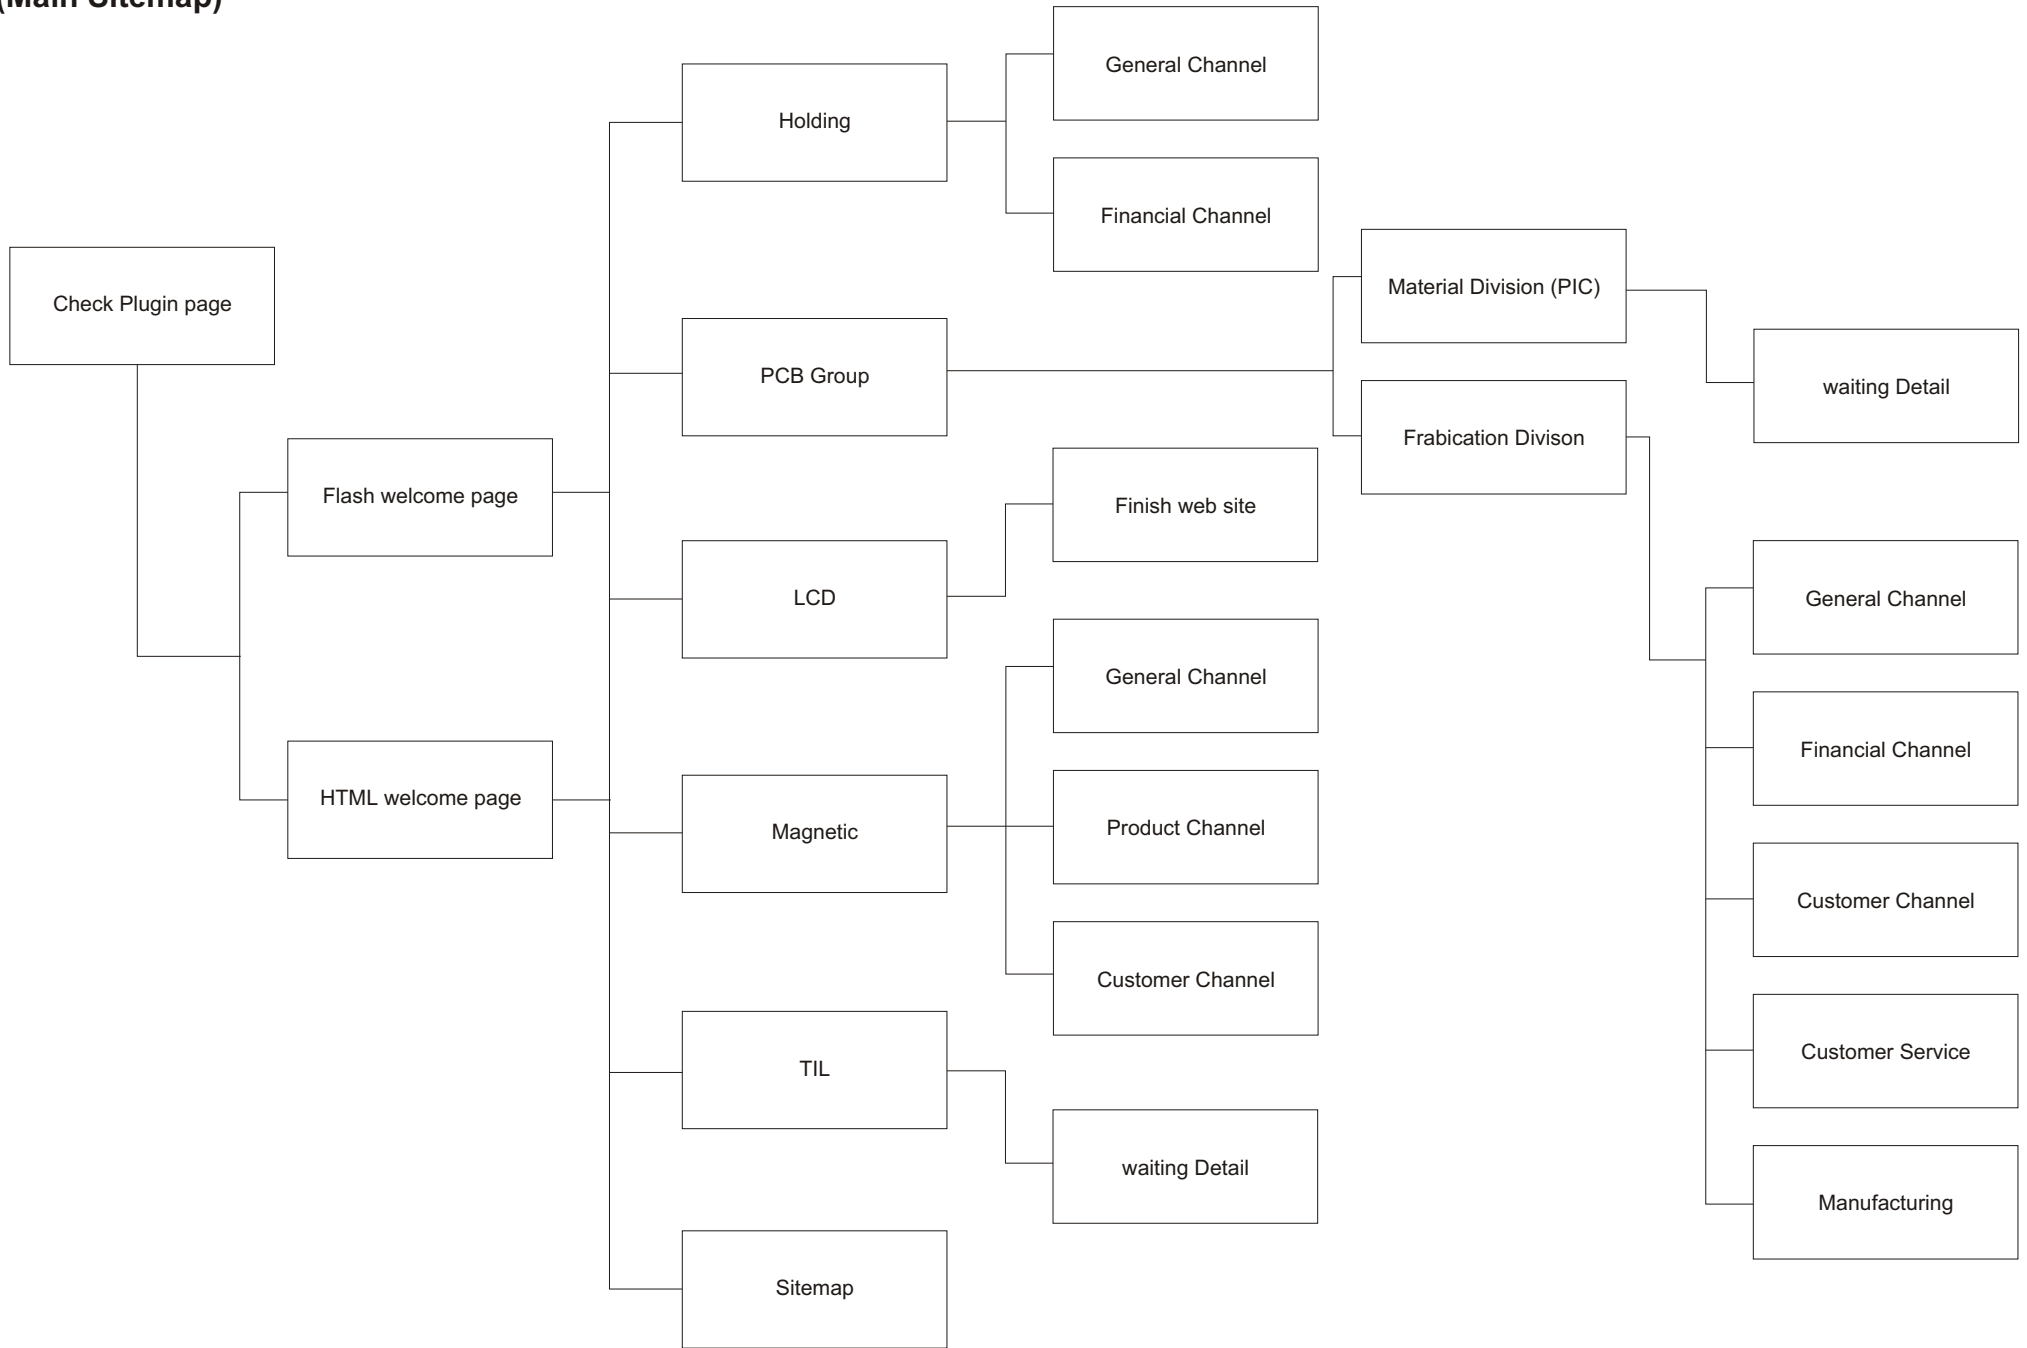 (Main Sitemap)
General Channel
Holding
Financial Channel
Check Plugin page
Material Division (PIC)
PCB Group
waiting Detail
Frabication Divison
Flash welcome page
Finish web site
LCD
General Channel
General Channel
Financial Channel
HTML welcome page
Magnetic
Product Channel
Customer Channel
Customer Channel
Customer Service
TIL
waiting Detail
Manufacturing
Sitemap